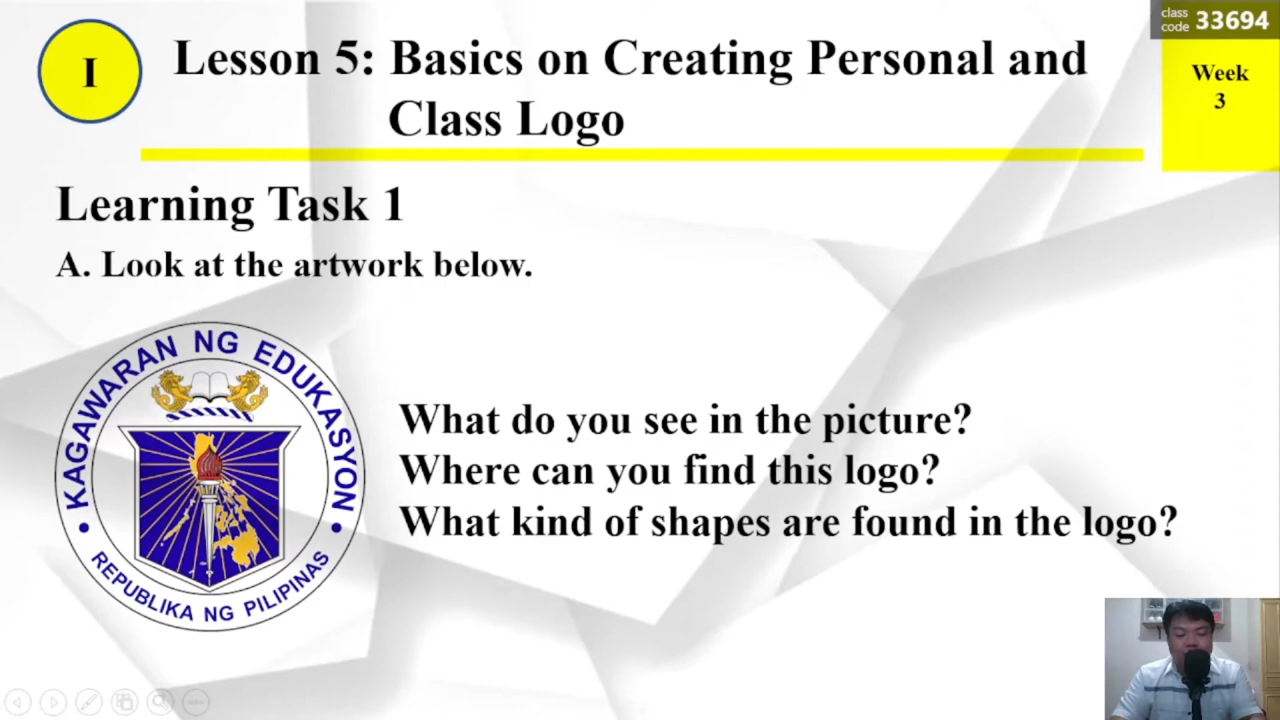 class
code 33694
I
Lesson 5: Basics on Creating Personal and
Class Logo
Week
3
Learning Task 1
A. Look at the artwork below.
KAGAWARAN NG EDUKASYON
REPUBLIKA NG PILIPINAS
What do you see in the picture?
Where can you find this logo?
What kind of shapes are found in the logo?